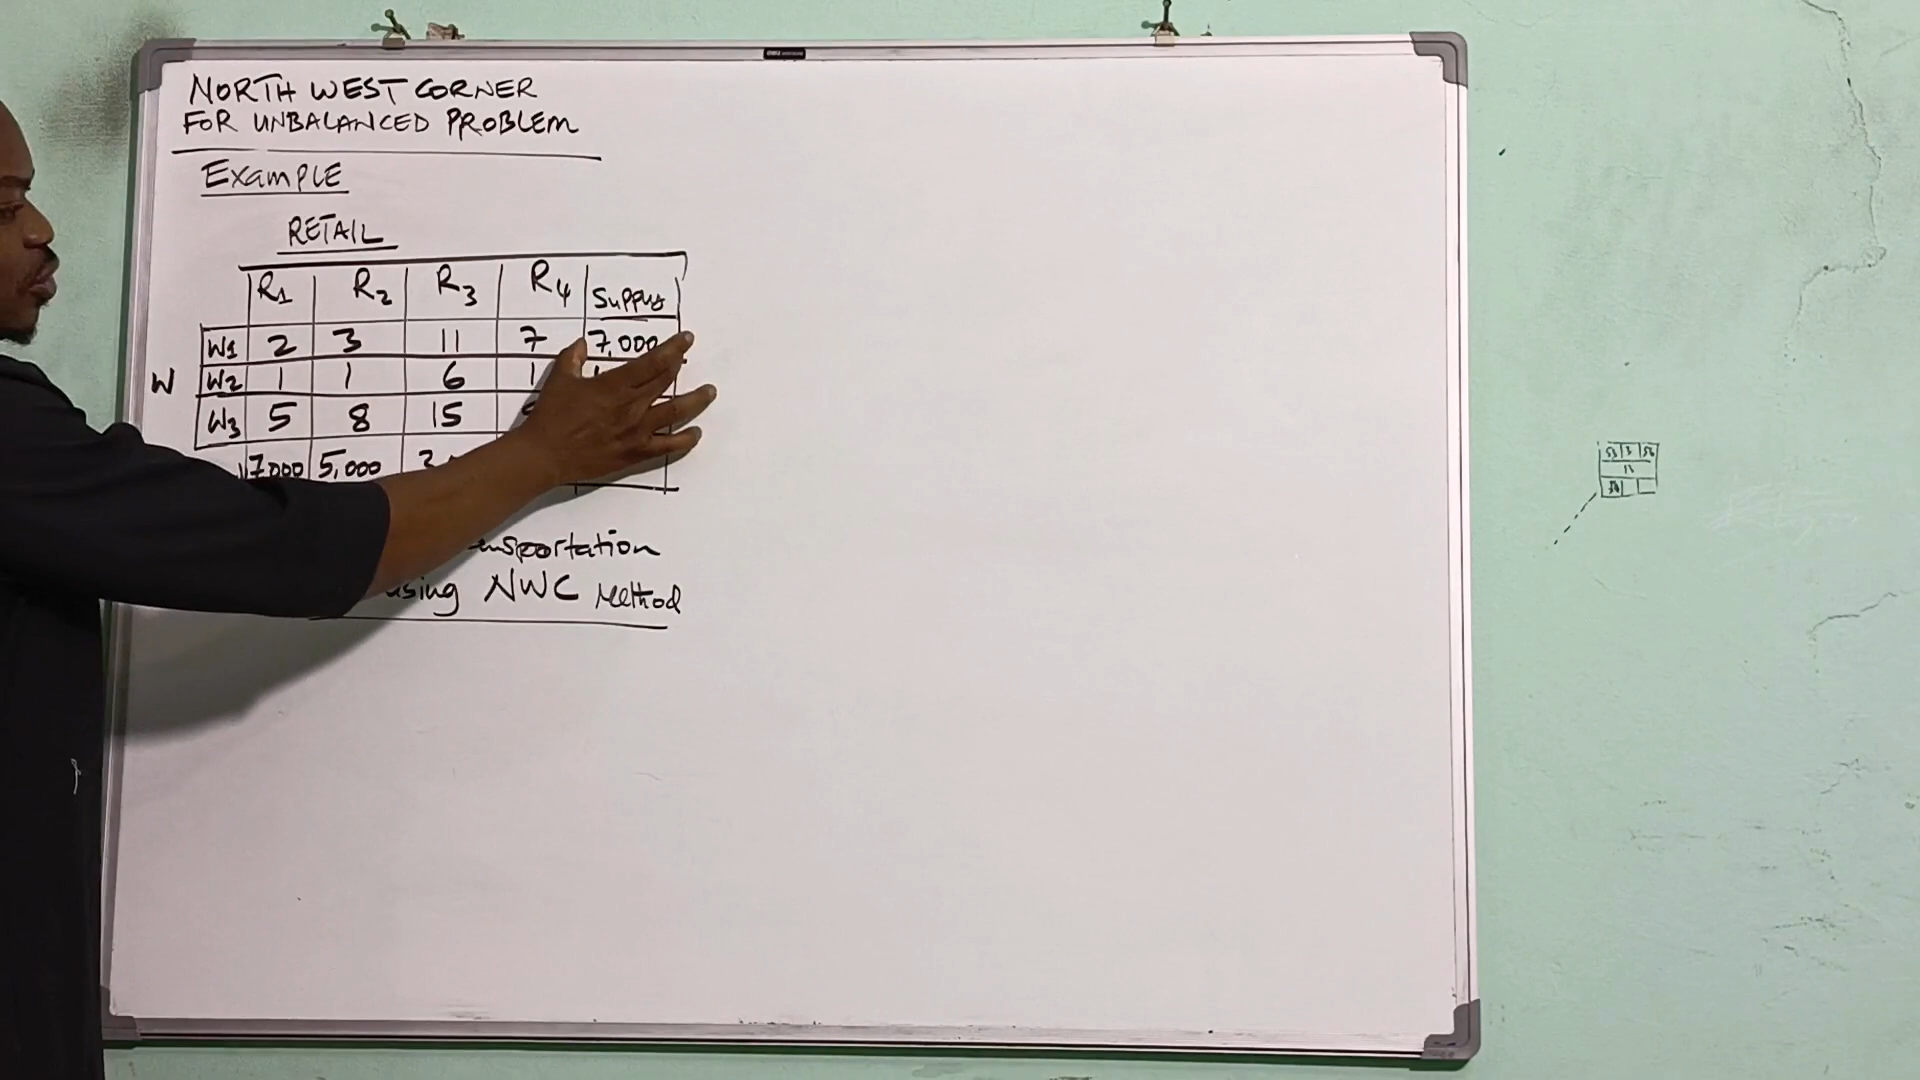 NORTH WEST CORNER
FOR UNBALANCED PROBLEM
Example
RETAIL
R1 R2 R3 R4 Supply
W1 2 3 11 7 7,000
W W2 1 1 6 1
W3 5 8 15
7,000 5,000
using NWC Method